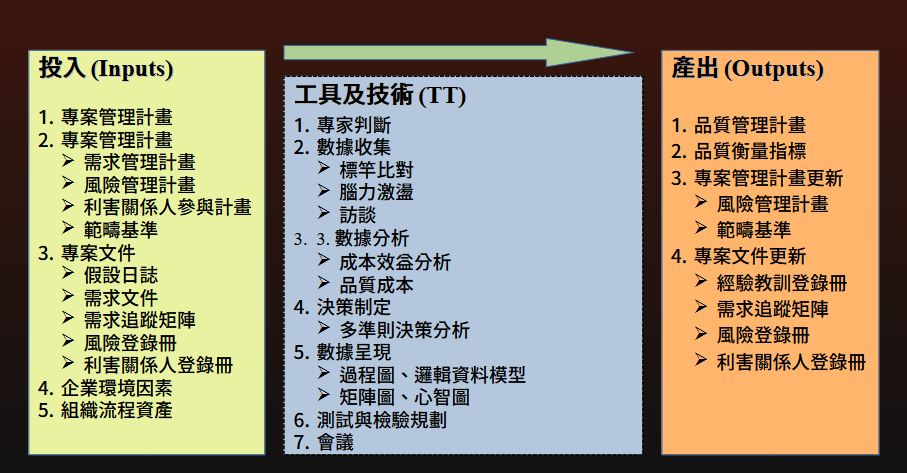 投入 (Inputs)
1. 專案管理計畫
2. 專案管理計畫
➢ 需求管理計畫
➢ 風險管理計畫
➢ 利害關係人參與計畫
➢ 範疇基準
3. 專案文件
➢ 假設日誌
➢ 需求文件
➢ 需求追蹤矩陣
➢ 風險登錄冊
➢ 利害關係人登錄冊
4. 企業環境因素
5. 組織流程資產
工具及技術 (TT)
1. 專家判斷
2. 數據收集
➢ 標竿比對
➢ 腦力激盪
➢ 訪談
3. 3. 數據分析
➢ 成本效益分析
➢ 品質成本
4. 決策制定
➢ 多準則決策分析
5. 數據呈現
➢ 過程圖、邏輯資料模型
➢ 矩陣圖、心智圖
6. 測試與檢驗規劃
7. 會議
產出 (Outputs)
1. 品質管理計畫
2. 品質衡量指標
3. 專案管理計畫更新
➢ 風險管理計畫
➢ 範疇基準
4. 專案文件更新
➢ 經驗教訓登錄冊
➢ 需求追蹤矩陣
➢ 風險登錄冊
➢ 利害關係人登錄冊